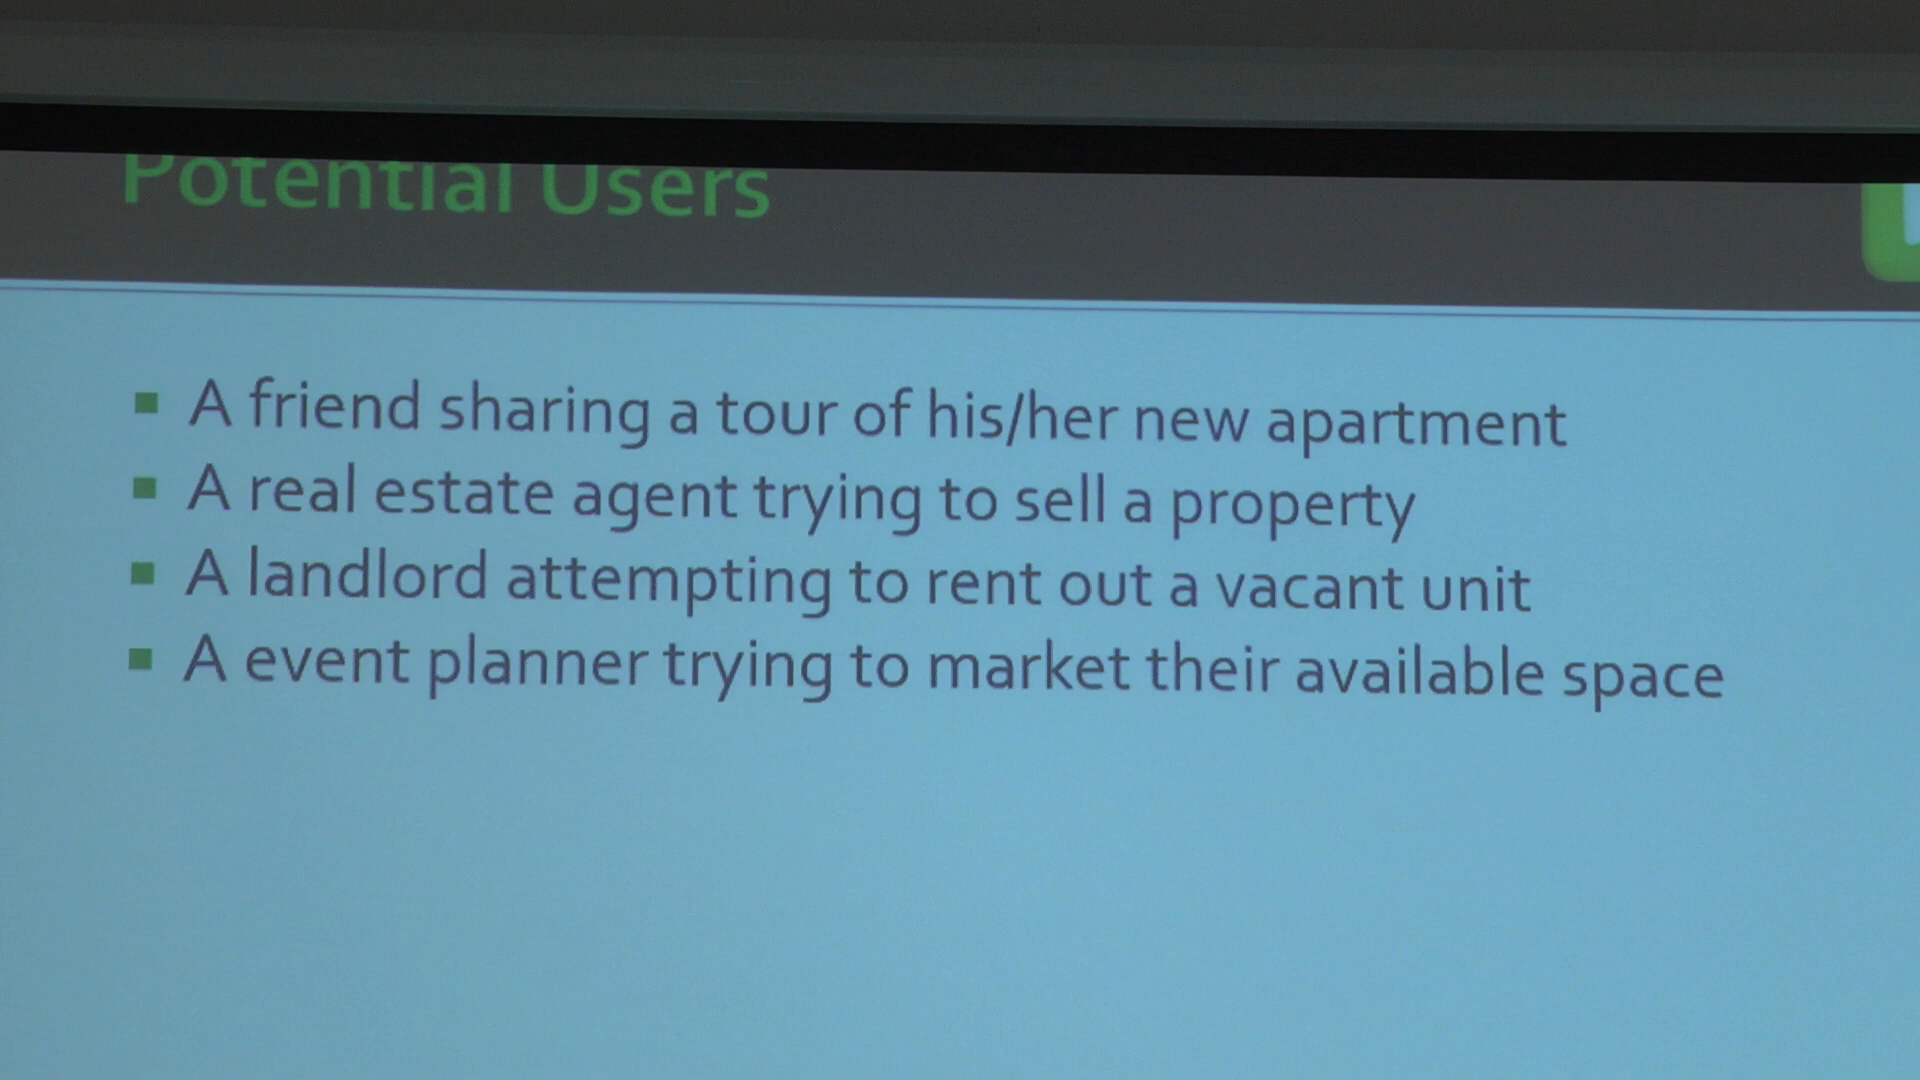 Potential Users
A friend sharing a tour of his/her new apartment
A real estate agent trying to sell a property
A landlord attempting to rent out a vacant unit
A event planner trying to market their available space